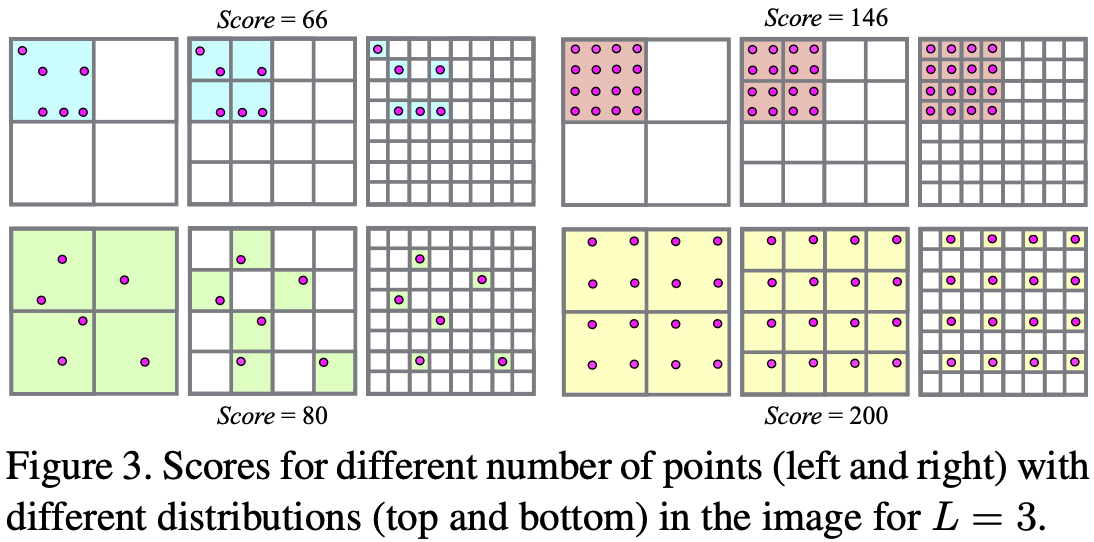 Score = 66
Score = 146
Score = 80
Score = 200
Figure 3. Scores for different number of points (left and right) with
different distributions (top and bottom) in the image for L = 3.